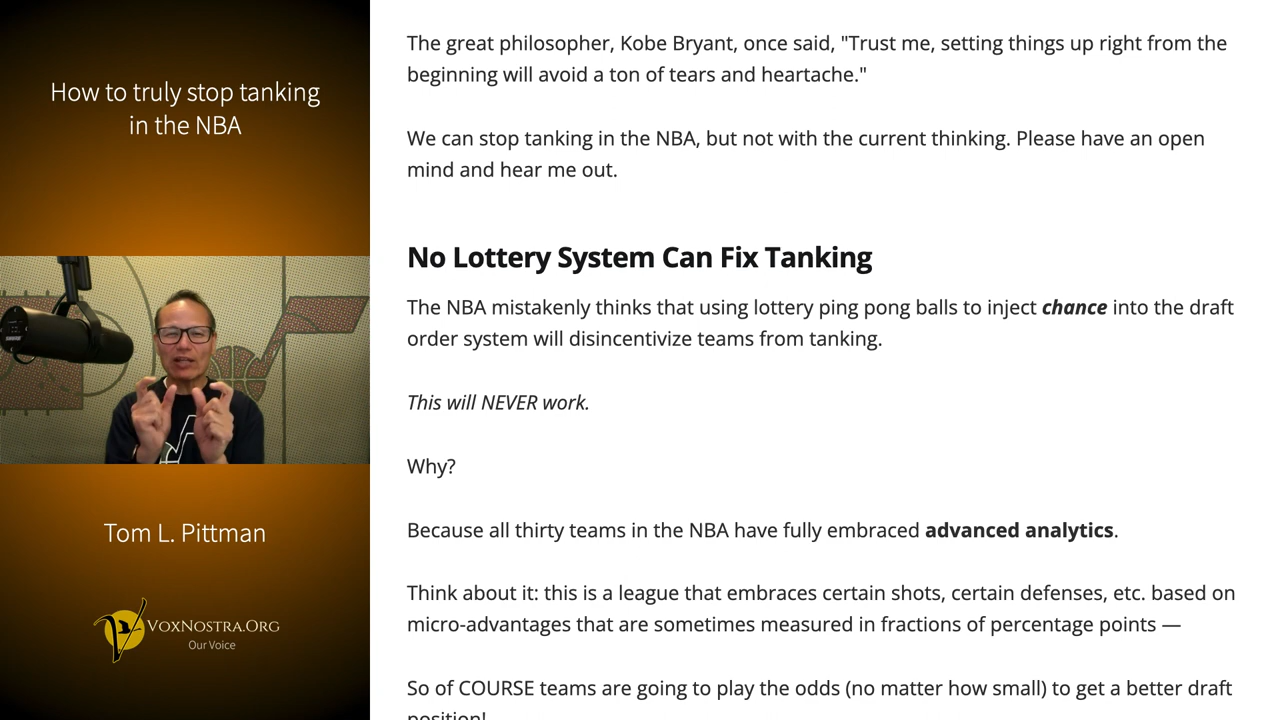 How to truly stop tanking
in the NBA
Tom L. Pittman
VoxNostra.Org
Our Voice
The great philosopher, Kobe Bryant, once said, "Trust me, setting things up right from the
beginning will avoid a ton of tears and heartache."
We can stop tanking in the NBA, but not with the current thinking. Please have an open
mind and hear me out.
No Lottery System Can Fix Tanking
The NBA mistakenly thinks that using lottery ping pong balls to inject chance into the draft
order system will disincentivize teams from tanking.
This will NEVER work.
Why?
Because all thirty teams in the NBA have fully embraced advanced analytics.
Think about it: this is a league that embraces certain shots, certain defenses, etc. based on
micro-advantages that are sometimes measured in fractions of percentage points —
So of COURSE teams are going to play the odds (no matter how small) to get a better draft
position!